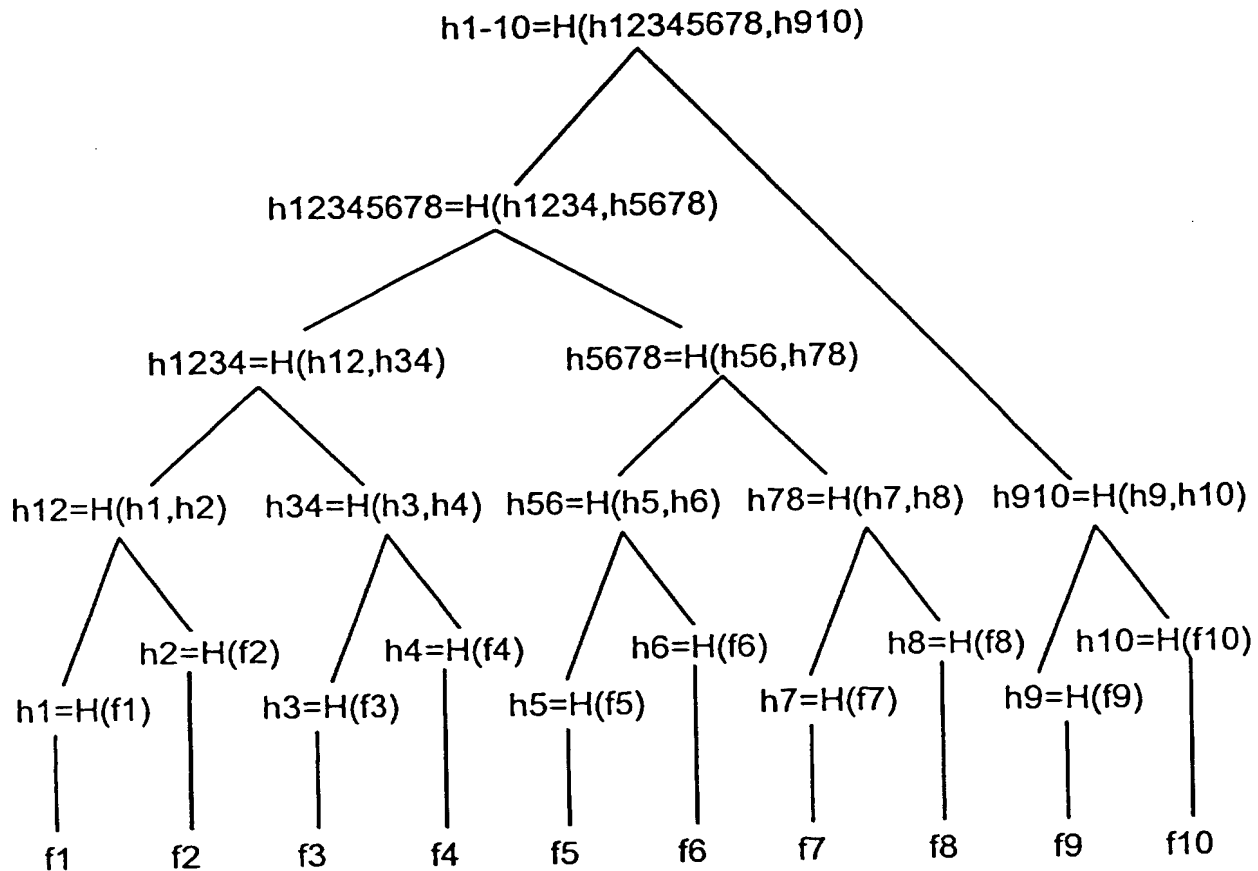 h1-10=H(h12345678,h910)
h12345678=H(h1234,h5678)
h1234=H(h12,h34) h5678=H(h56,h78)
h12=H(h1,h2) h34=H(h3,h4) h56=H(h5,h6) h78=H(h7,h8) h910=H(h9,h10)
h2=H(f2) h4=H(f4) h6=H(f6) h8=H(f8) h10=H(f10)
h1=H(f1) h3=H(f3) h5=H(f5) h7=H(f7) h9=H(f9)
f1 f2 f3 f4 f5 f6 f7 f8 f9 f10